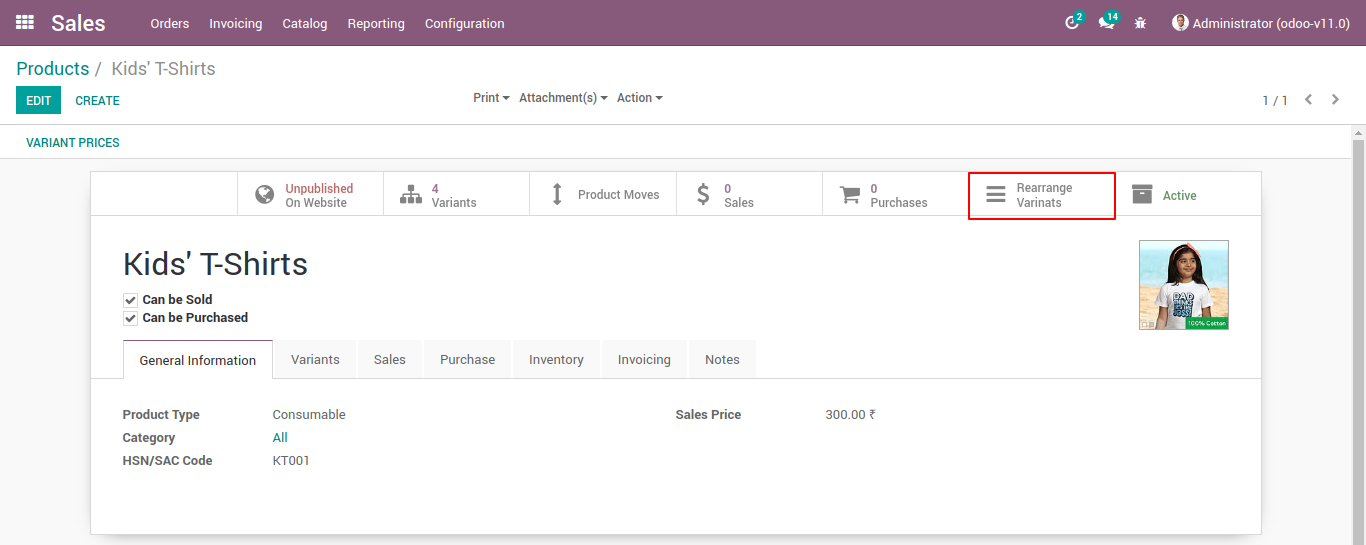 Sales Orders Invoicing Catalog Reporting Configuration 2 14 Administrator (odoo-v11.0)
Products / Kids' T-Shirts
EDIT CREATE Print Attachment(s) Action 1 / 1
VARIANT PRICES
Unpublished
On Website
4
Variants
Product Moves
0
Sales
0
Purchases
Rearrange
Varinats
Active
Kids' T-Shirts
Can be Sold
Can be Purchased
DAD
100% Cotton
General Information Variants Sales Purchase Inventory Invoicing Notes
Product Type Consumable Sales Price 300.00 ₹
Category All
HSN/SAC Code KT001